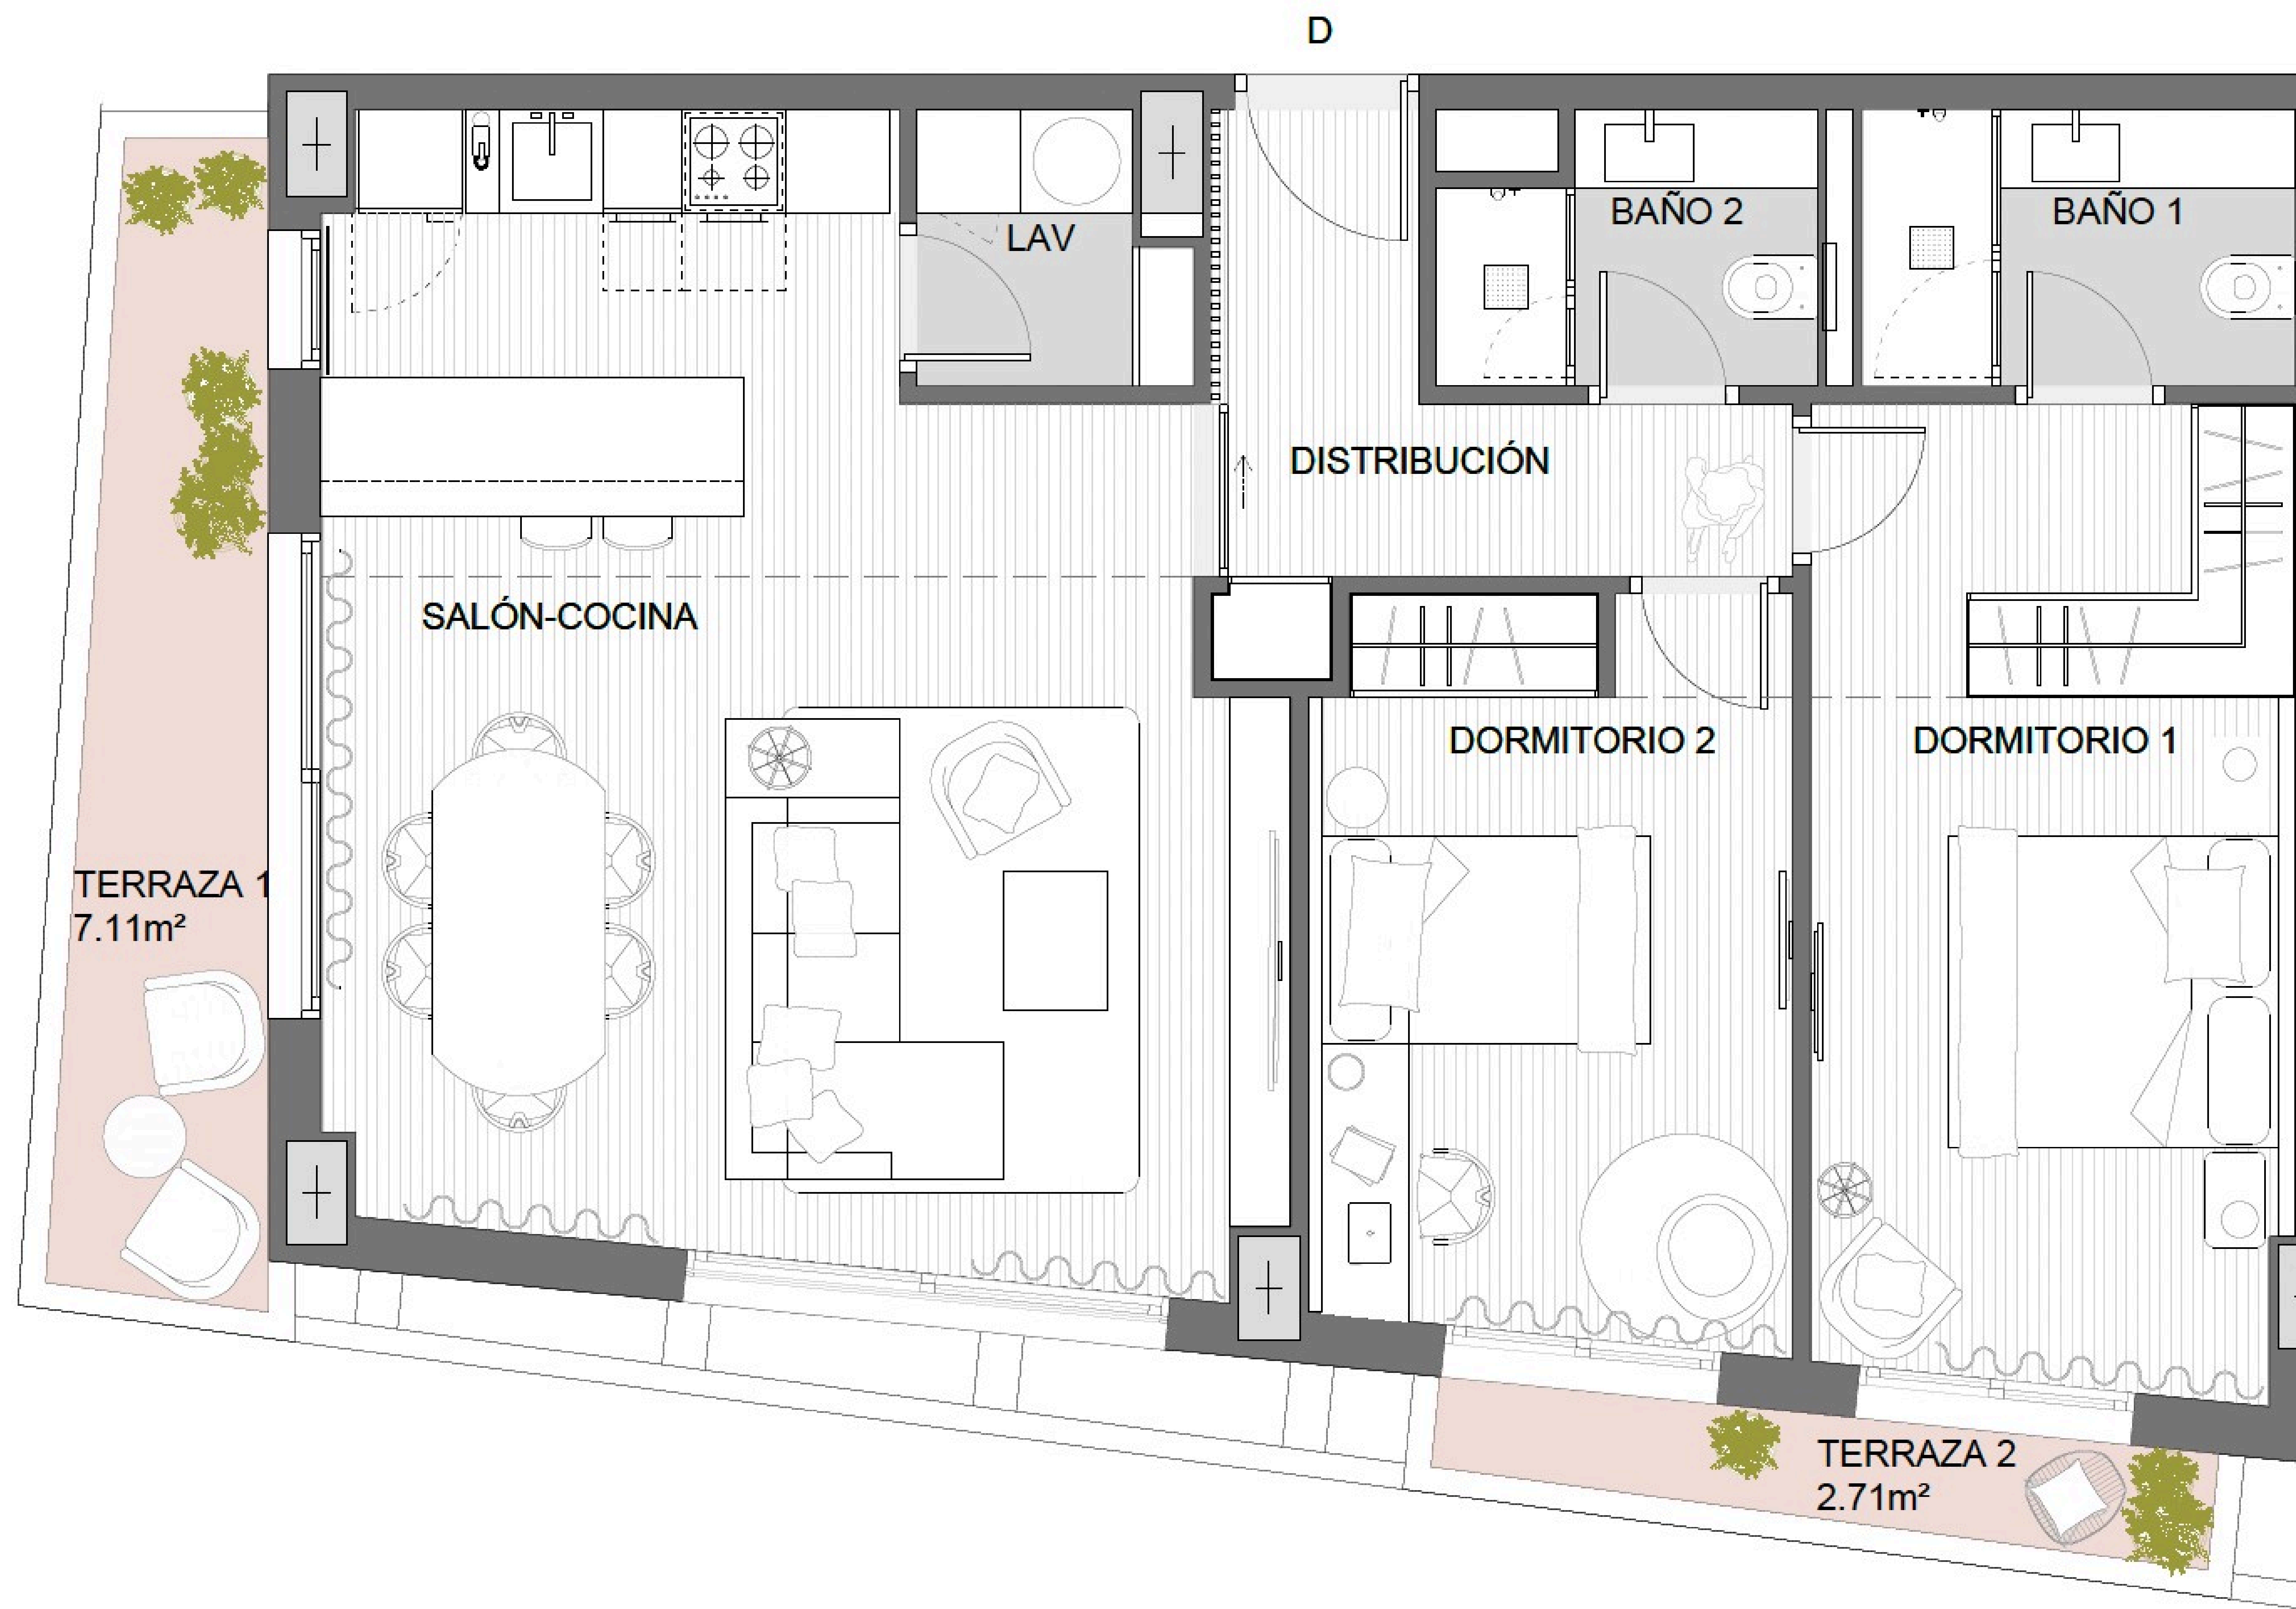 D
BAÑO 2
BAÑO 1
LAV
DISTRIBUCIÓN
SALÓN-COCINA
DORMITORIO 2
DORMITORIO 1
TERRAZA 1
7.11m²
TERRAZA 2
2.71m²